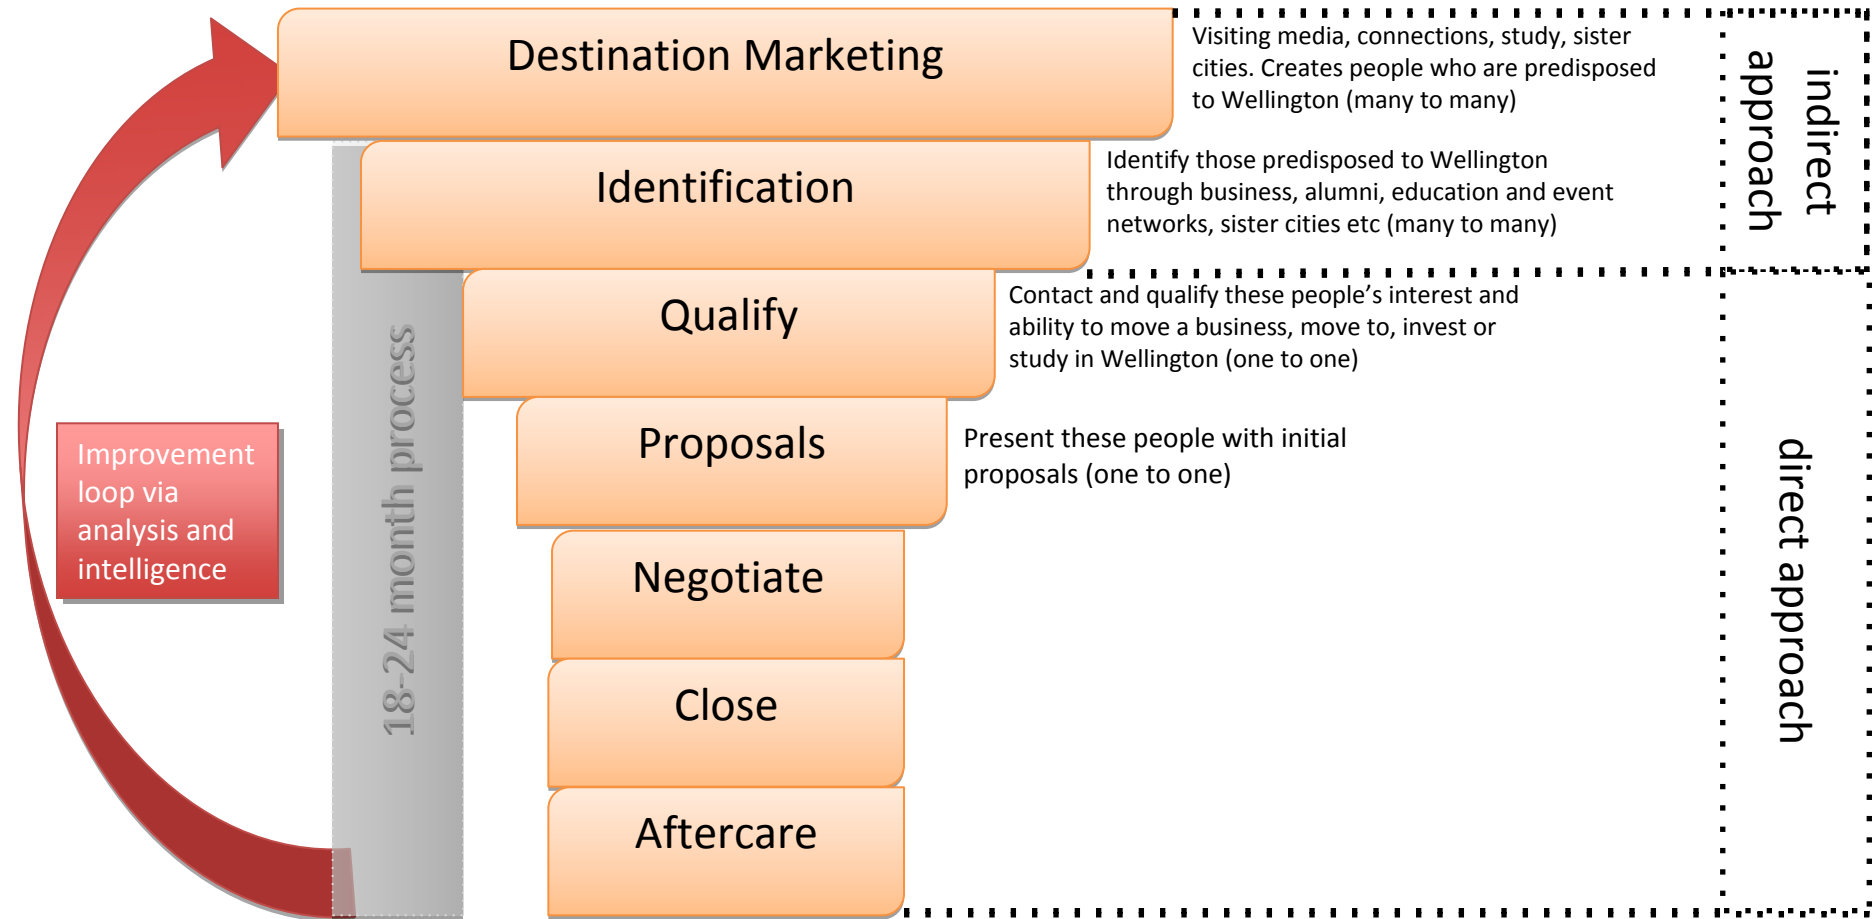 Destination Marketing
Visiting media, connections, study, sister
cities. Creates people who are predisposed
to Wellington (many to many)
indirect
approach
Identification
Identify those predisposed to Wellington
through business, alumni, education and event
networks, sister cities etc (many to many)
Qualify
Contact and qualify these people’s interest and
ability to move a business, move to, invest or
study in Wellington (one to one)
Proposals
Present these people with initial
proposals (one to one)
direct approach
Improvement
loop via
analysis and
intelligence
18-24 month process
Negotiate
Close
Aftercare